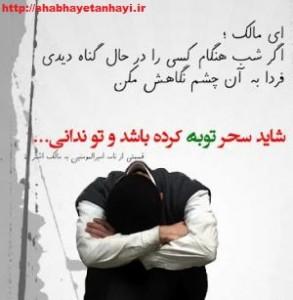 http://shabhayetanhayi.ir
ای مالک ؛
اگر شب هنگام کسی را در حال گناه دیدی
فردا به آن چشم نگاهش مکن
شاید سحر توبه کرده باشد و تو ندانی...
قسمتی از نامه امیرالمومنین به مالک اشتر